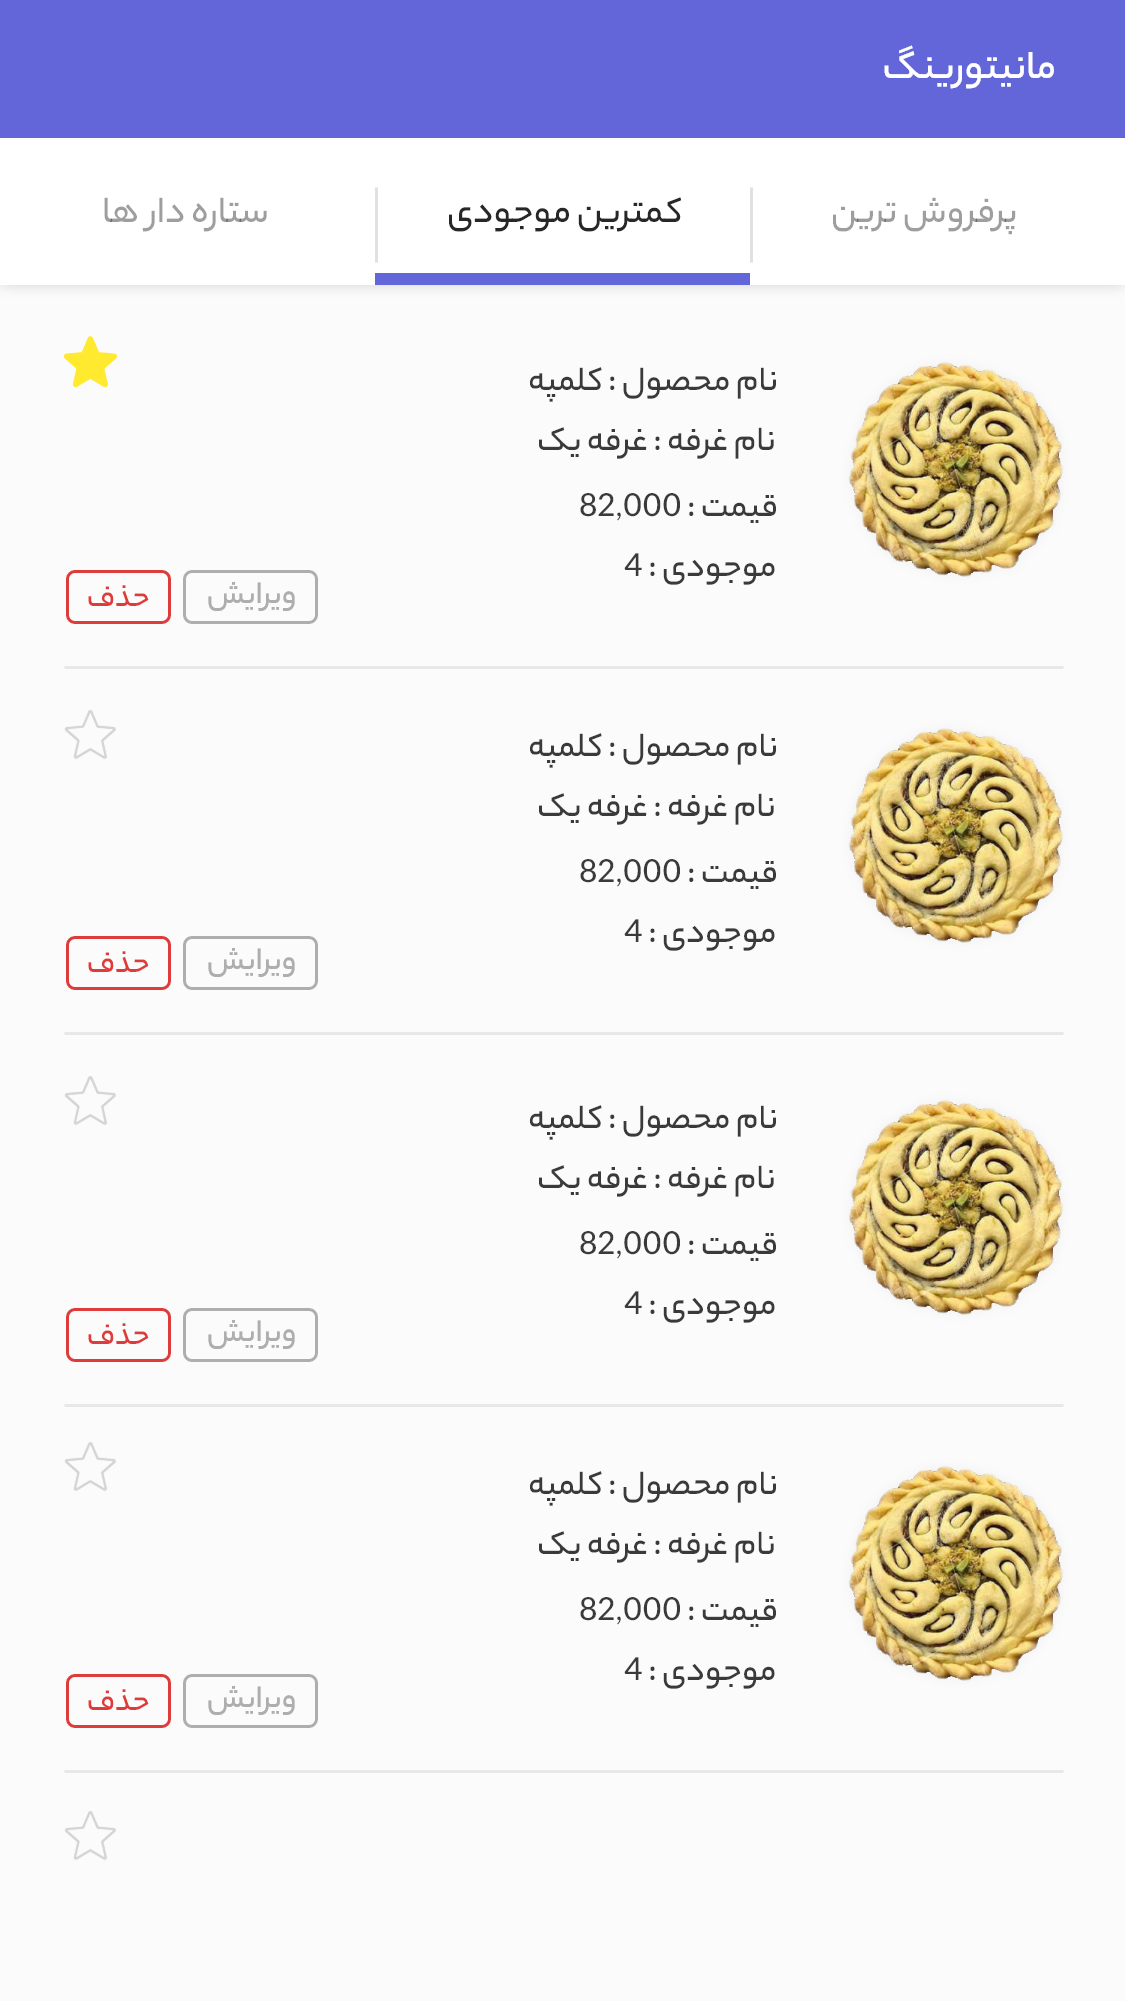 مانیتورینگ
پرفروش ترین
کمترین موجودی
ستاره دار ها
نام محصول : کلمپه
نام غرفه : غرفه یک
قیمت : 82,000
موجودی : 4
ویرایش
حذف
نام محصول : کلمپه
نام غرفه : غرفه یک
قیمت : 82,000
موجودی : 4
ویرایش
حذف
نام محصول : کلمپه
نام غرفه : غرفه یک
قیمت : 82,000
موجودی : 4
ویرایش
حذف
نام محصول : کلمپه
نام غرفه : غرفه یک
قیمت : 82,000
موجودی : 4
ویرایش
حذف